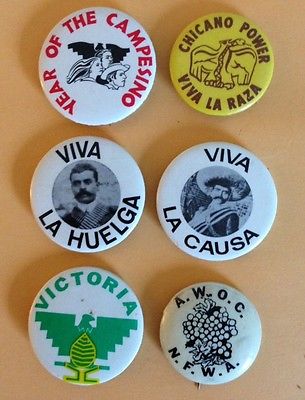 YEAR OF THE CAMPESINO
CHICANO POWER
VIVA LA RAZA
VIVA
LA HUELGA
VIVA
LA CAUSA
VICTORIA
A.W.O.C.
N.F.W.A.